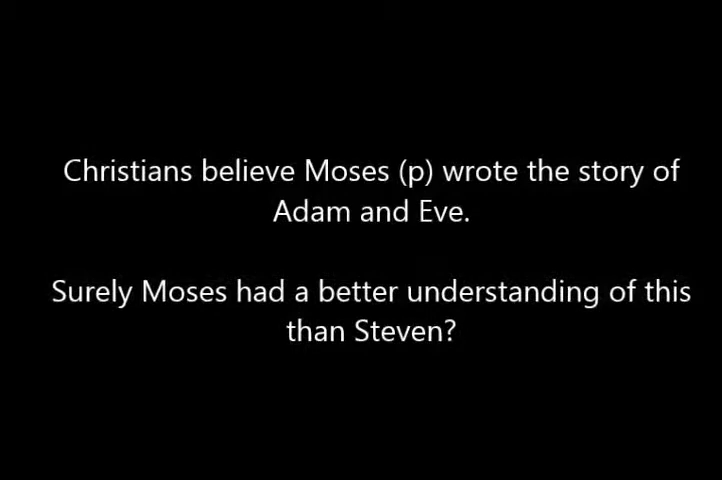 Christians believe Moses (p) wrote the story of
Adam and Eve.
Surely Moses had a better understanding of this
than Steven?